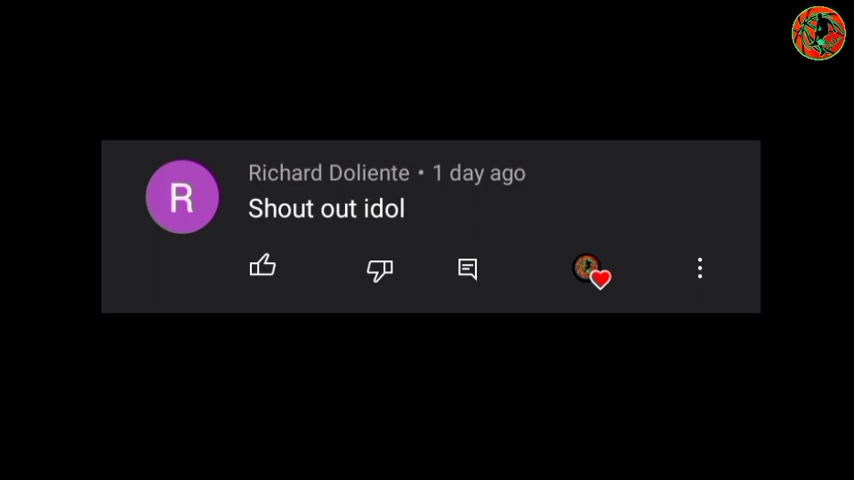 Richard Doliente • 1 day ago
R
Shout out idol